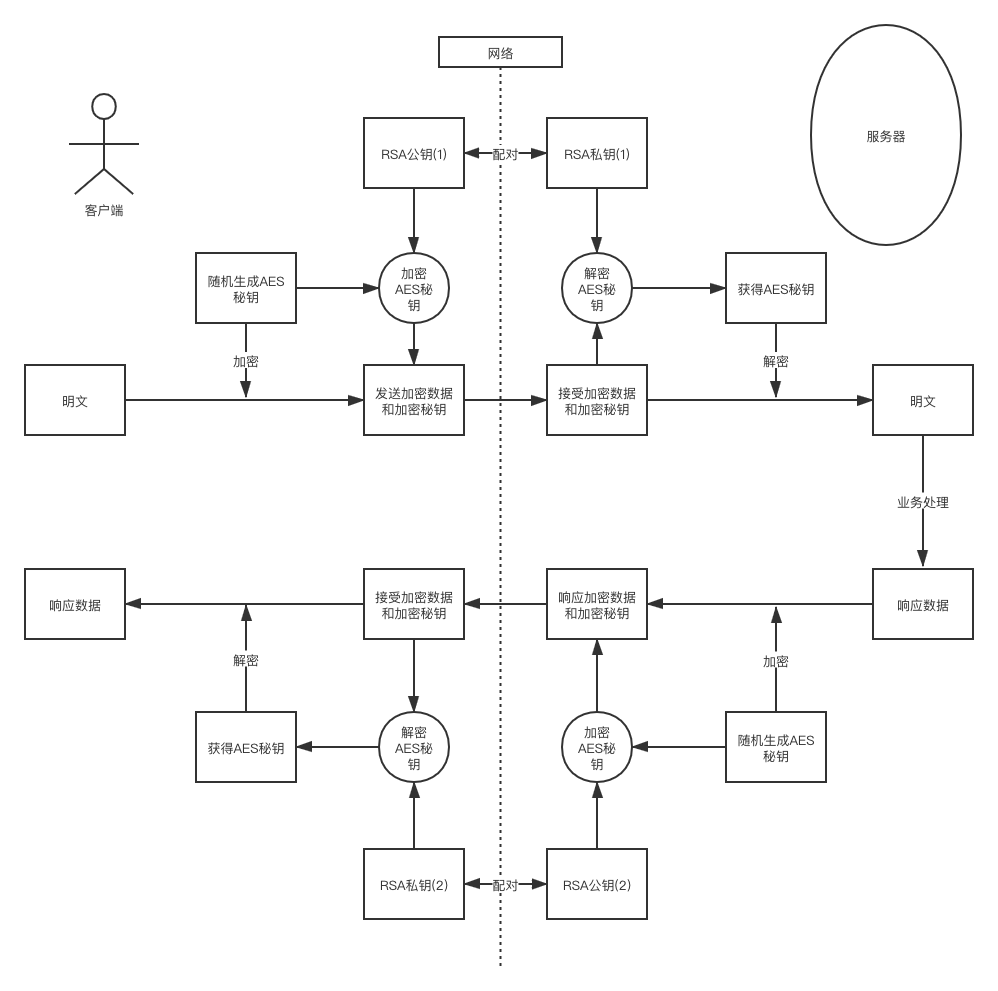 网络
服务器
RSA公钥(1)
配对
RSA私钥(1)
客户端
随机生成AES
秘钥
加密
AES秘
钥
解密
AES秘
钥
获得AES秘钥
加密
解密
明文
发送加密数据
和加密秘钥
接受加密数据
和加密秘钥
明文
业务处理
响应数据
接受加密数据
和加密秘钥
响应加密数据
和加密秘钥
响应数据
解密
加密
获得AES秘钥
解密
AES秘
钥
加密
AES秘
钥
随机生成AES
秘钥
RSA私钥(2)
配对
RSA公钥(2)